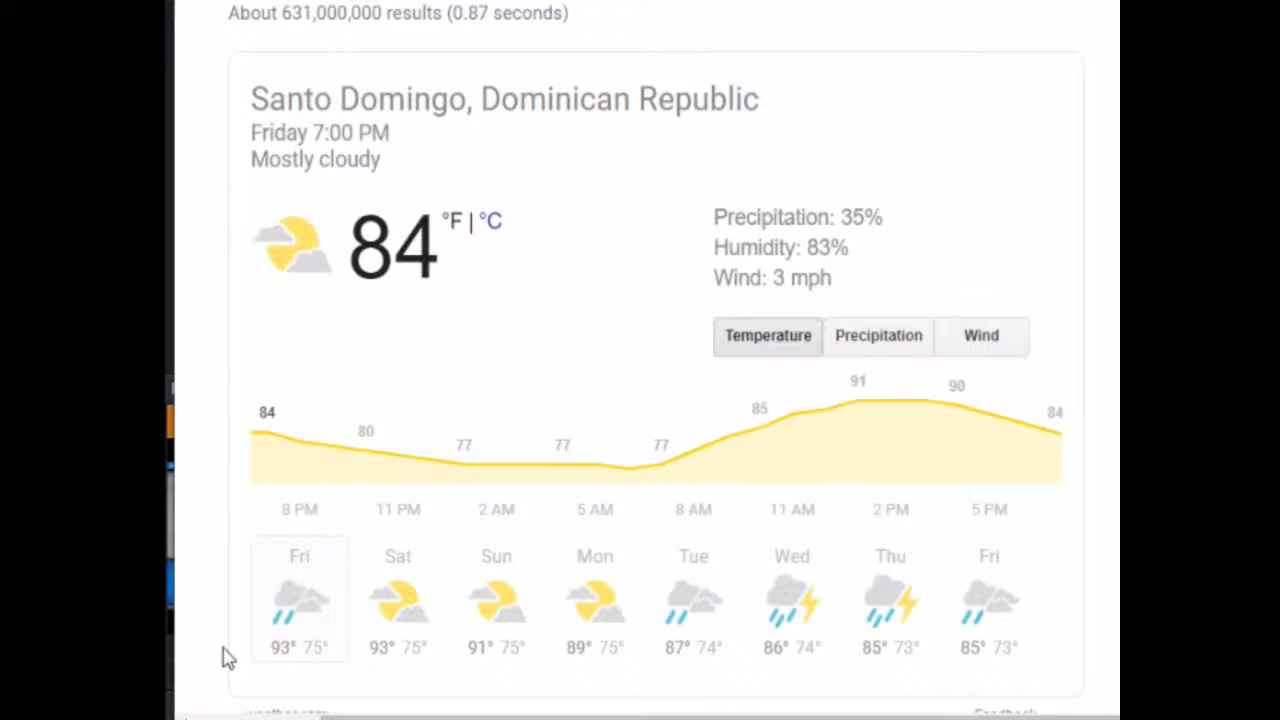 About 631,000,000 results (0.87 seconds)
Santo Domingo, Dominican Republic
Friday 7:00 PM
Mostly cloudy
84 °F | °C
Precipitation: 35%
Humidity: 83%
Wind: 3 mph
Temperature Precipitation Wind
84 80 77 77 77 85 91 90 84
8 PM 11 PM 2 AM 5 AM 8 AM 11 AM 2 PM 5 PM
Fri Sat Sun Mon Tue Wed Thu Fri
93° 75° 93° 75° 91° 75° 89° 75° 87° 74° 86° 74° 85° 73° 85° 73°